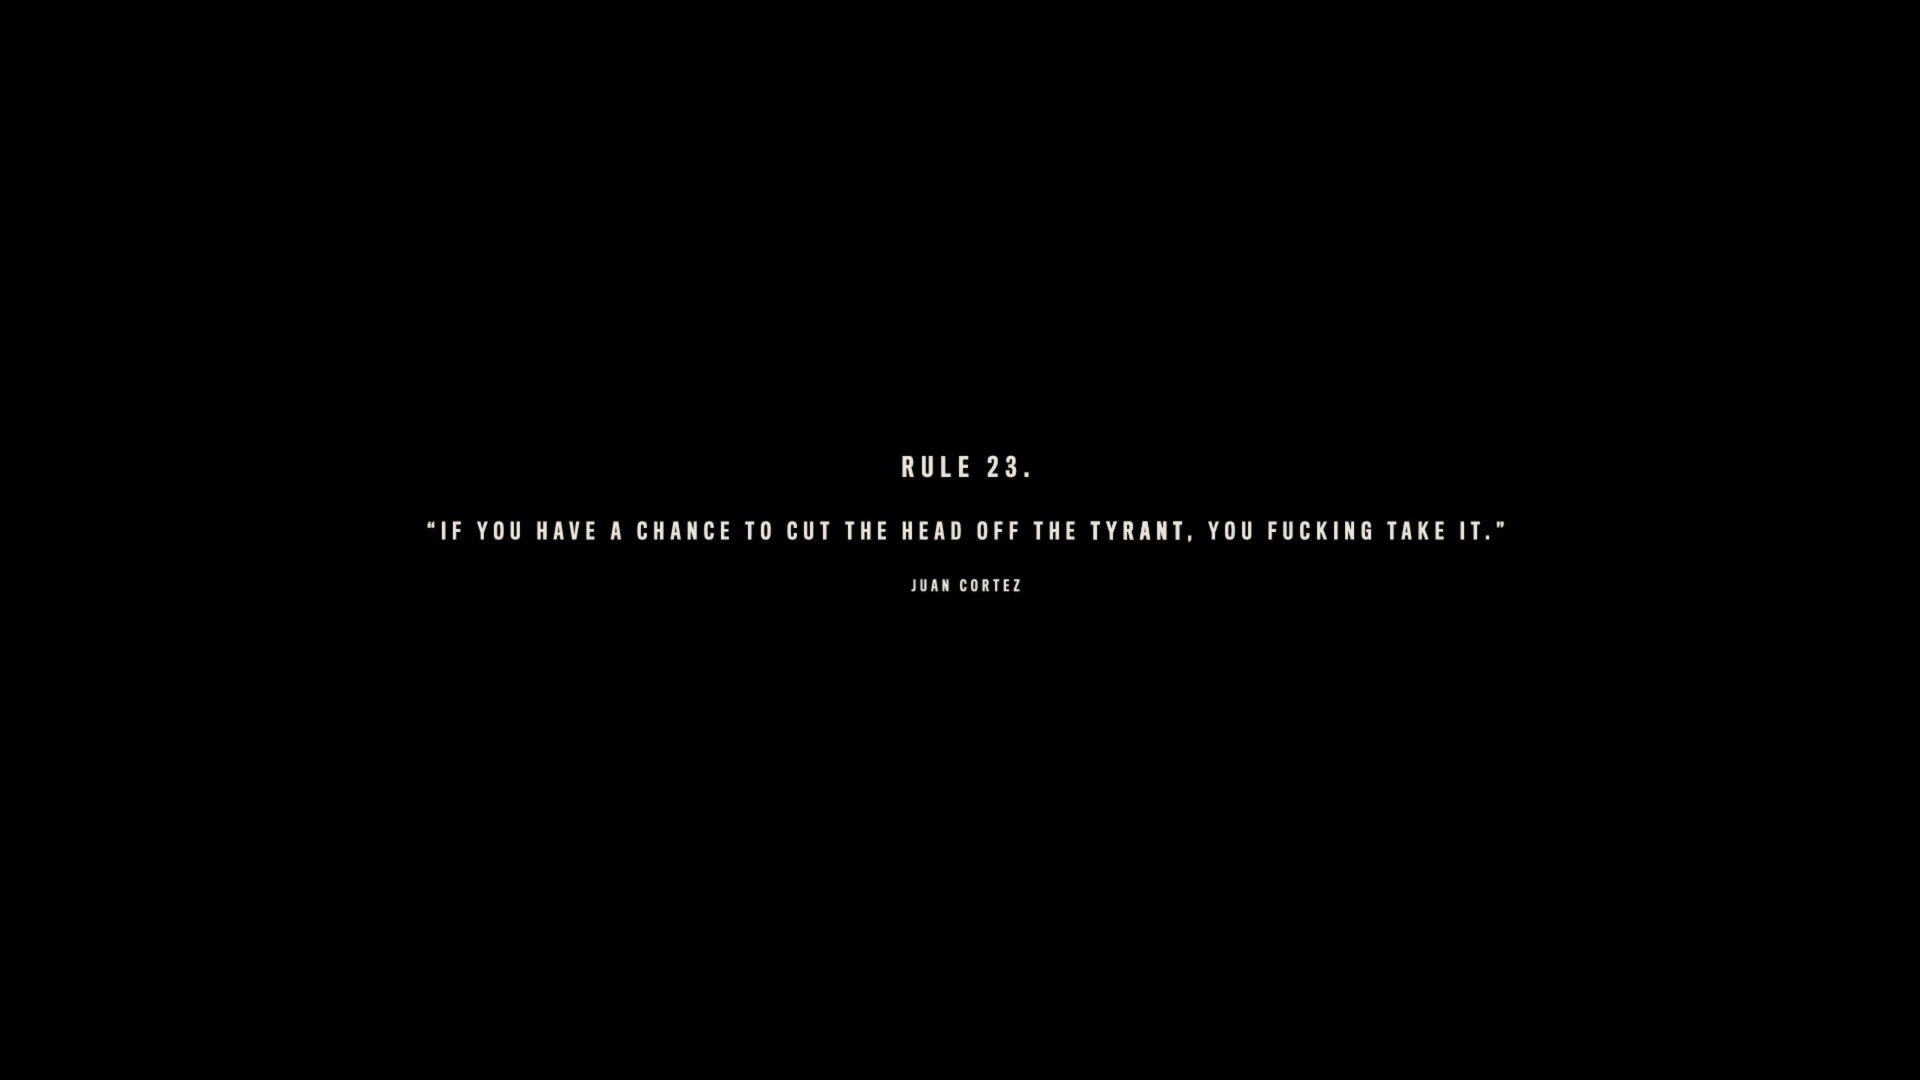 RULE 23.
“IF YOU HAVE A CHANCE TO CUT THE HEAD OFF THE TYRANT, YOU FUCKING TAKE IT.”
JUAN CORTEZ